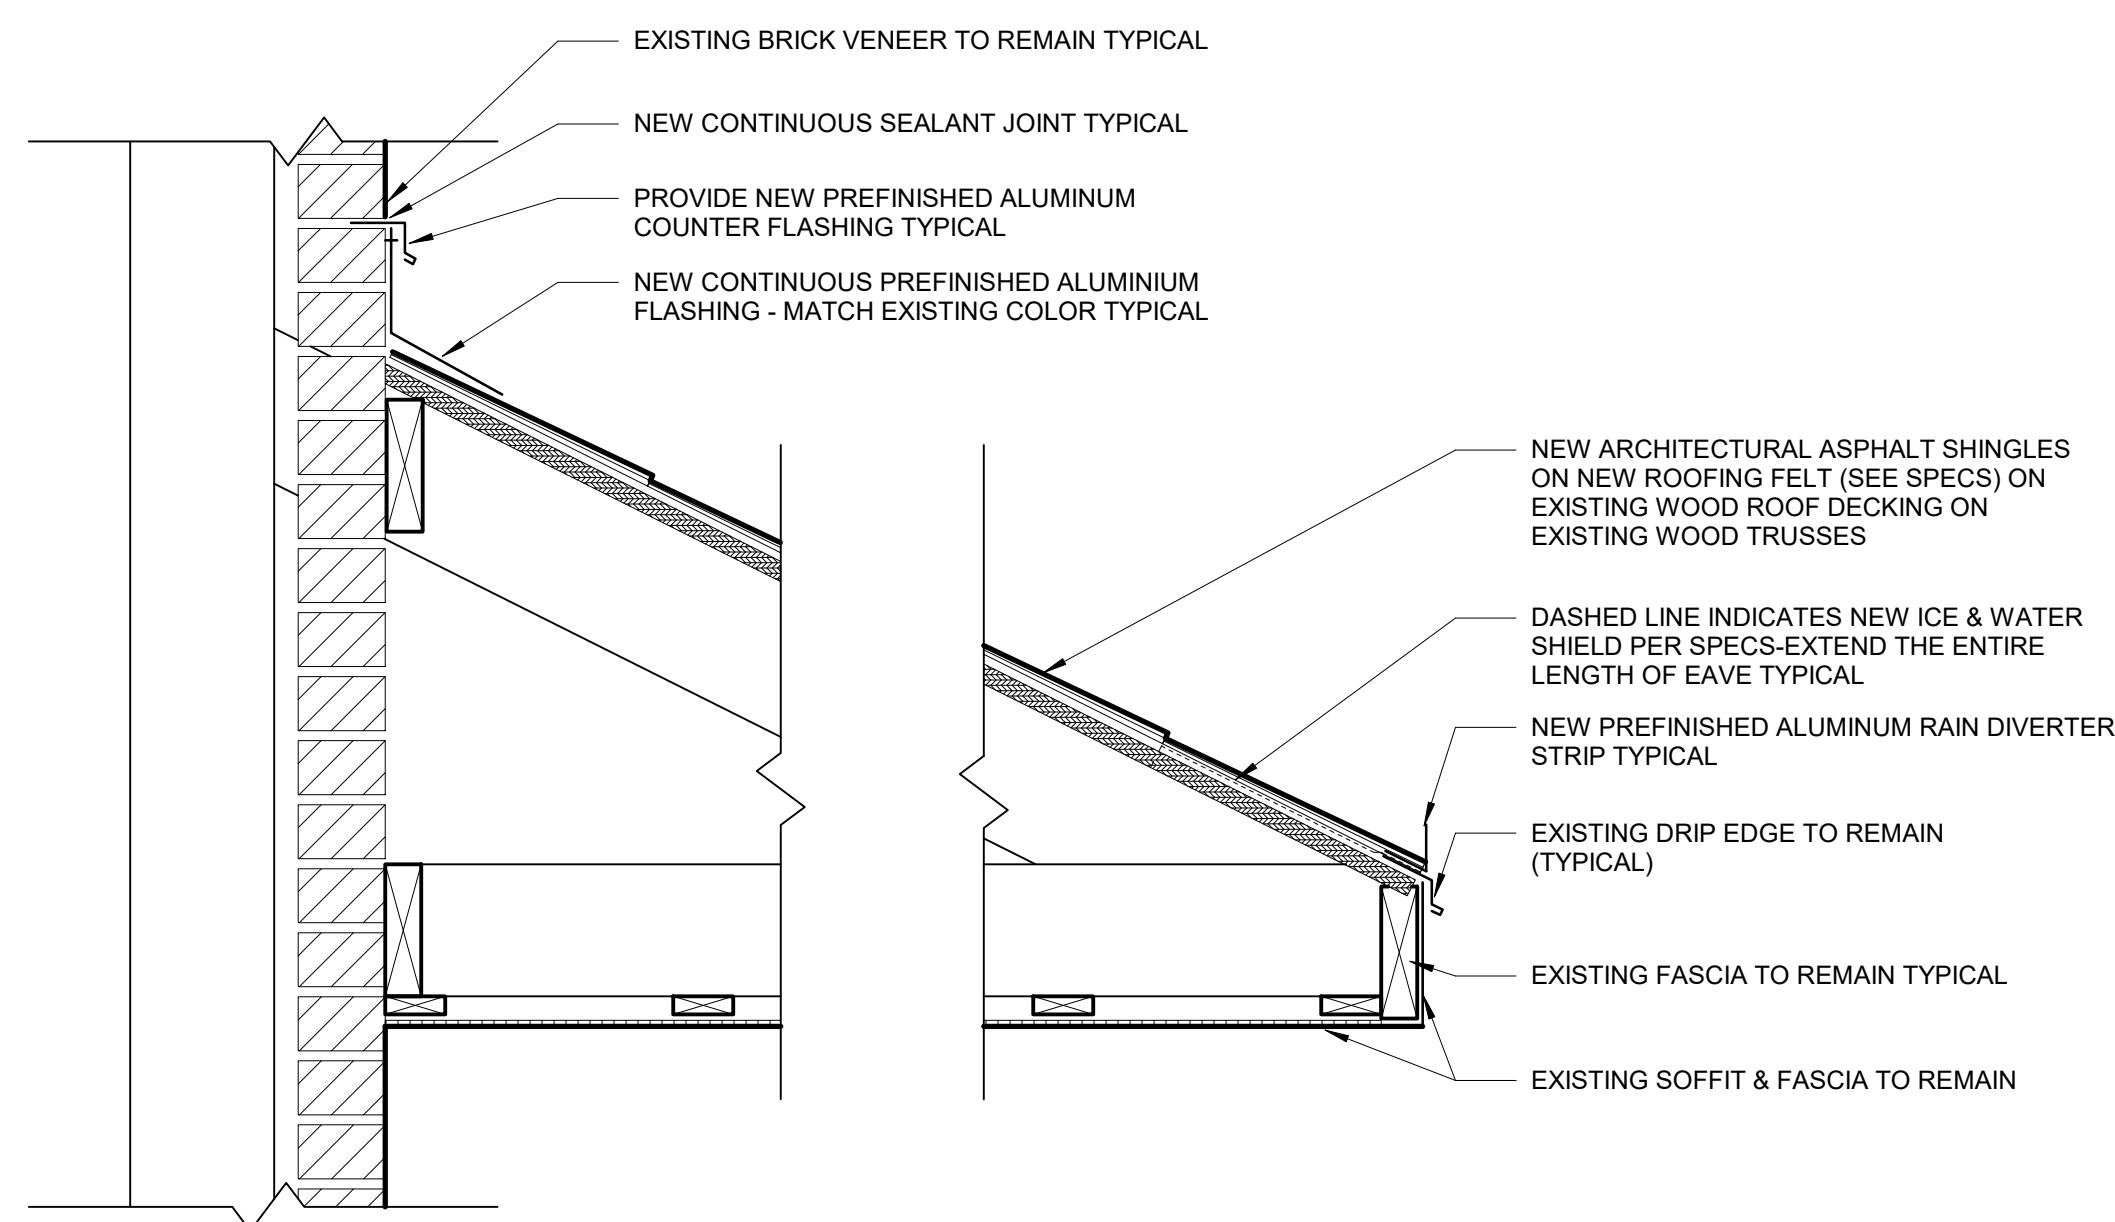 EXISTING BRICK VENEER TO REMAIN TYPICAL
NEW CONTINUOUS SEALANT JOINT TYPICAL
PROVIDE NEW PREFINISHED ALUMINUM
COUNTER FLASHING TYPICAL
NEW CONTINUOUS PREFINISHED ALUMINIUM
FLASHING - MATCH EXISTING COLOR TYPICAL
NEW ARCHITECTURAL ASPHALT SHINGLES
ON NEW ROOFING FELT (SEE SPECS) ON
EXISTING WOOD ROOF DECKING ON
EXISTING WOOD TRUSSES
DASHED LINE INDICATES NEW ICE & WATER
SHIELD PER SPECS-EXTEND THE ENTIRE
LENGTH OF EAVE TYPICAL
NEW PREFINISHED ALUMINUM RAIN DIVERTER
STRIP TYPICAL
EXISTING DRIP EDGE TO REMAIN
(TYPICAL)
EXISTING FASCIA TO REMAIN TYPICAL
EXISTING SOFFIT & FASCIA TO REMAIN